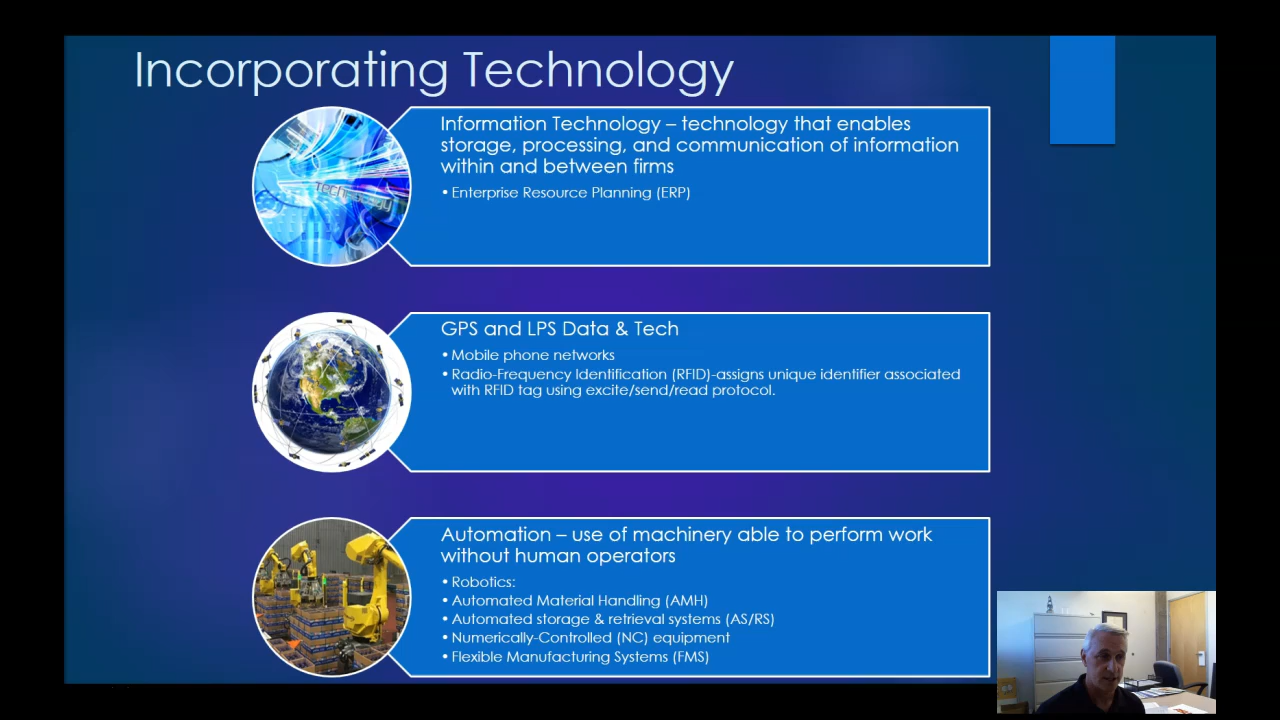 Incorporating Technology
Information Technology – technology that enables
storage, processing, and communication of information
within and between firms
• Enterprise Resource Planning (ERP)
Technology
GPS and LPS Data & Tech
• Mobile phone networks
• Radio-Frequency Identification (RFID)-assigns unique identifier associated
with RFID tag using excite/send/read protocol.
Automation – use of machinery able to perform work
without human operators
• Robotics:
• Automated Material Handling (AMH)
• Automated storage & retrieval systems (AS/RS)
• Numerically-Controlled (NC) equipment
• Flexible Manufacturing Systems (FMS)